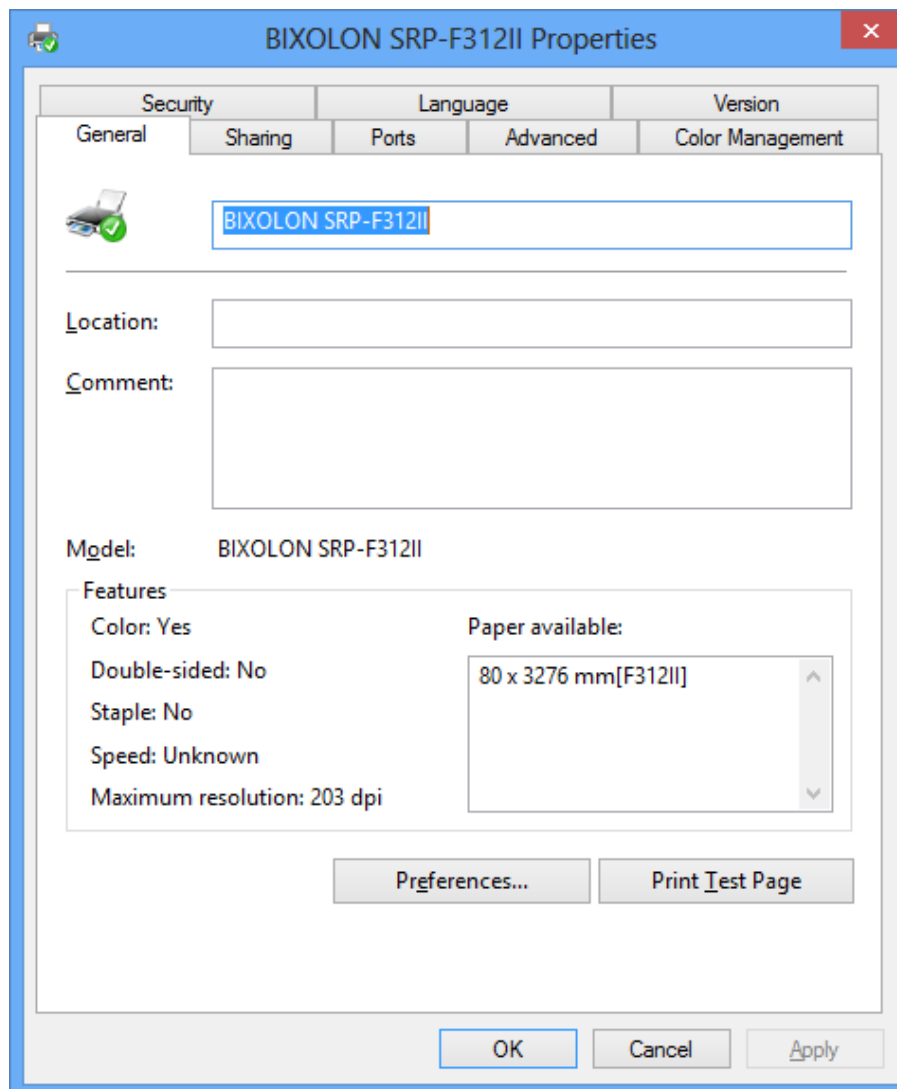 BIXOLON SRP-F312II Properties
Security Language Version
General Sharing Ports Advanced Color Management
BIXOLON SRP-F312II
Location:
Comment:
Model: BIXOLON SRP-F312II
Features
Color: Yes Paper available:
Double-sided: No 80 x 3276 mm[F312II]
Staple: No
Speed: Unknown
Maximum resolution: 203 dpi
Preferences... Print Test Page
OK Cancel Apply